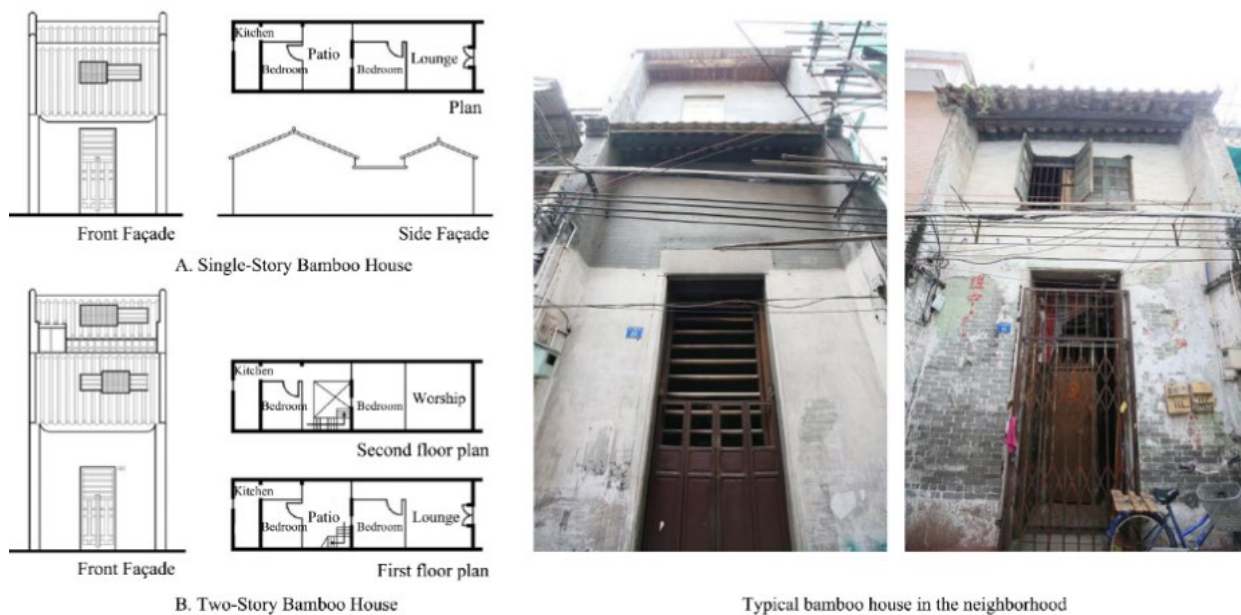 Kitchen
Patio
Bedroom
Bedroom
Lounge
Plan
Front Façade
Side Façade
A. Single-Story Bamboo House
Kitchen
Bedroom
Bedroom
Worship
Second floor plan
Kitchen
Patio
Bedroom
Bedroom
Lounge
Front Façade
First floor plan
B. Two-Story Bamboo House
Typical bamboo house in the neighborhood